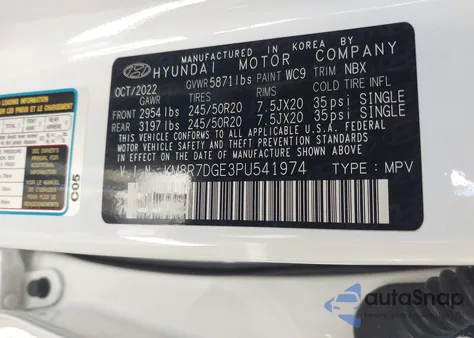 MANUFACTURED IN KOREA
HYUNDAI MOTOR COMPANY
OCT/2022 GVWR 5871 lbs PAINT WC9 TRIM NBX
GAWR TIRES RIMS COLD TIRE INFL
FRONT 2954 lbs 245/50R20 7.5JX20 35psi SINGLE
REAR 3197 lbs 245/50R20 7.5JX20 35psi SINGLE
THIS VEHICLE CONFORMS TO ALL APPLICABLE U.S.A. FEDERAL
MOTOR VEHICLE SAFETY, BUMPER, AND THEFT PREVENTION STANDARDS
IN EFFECT ON THE DATE OF MANUFACTURE SHOWN ABOVE.
V.I.N: KM8R7DGE3PU541974 TYPE : MPV
C05
autoSnap